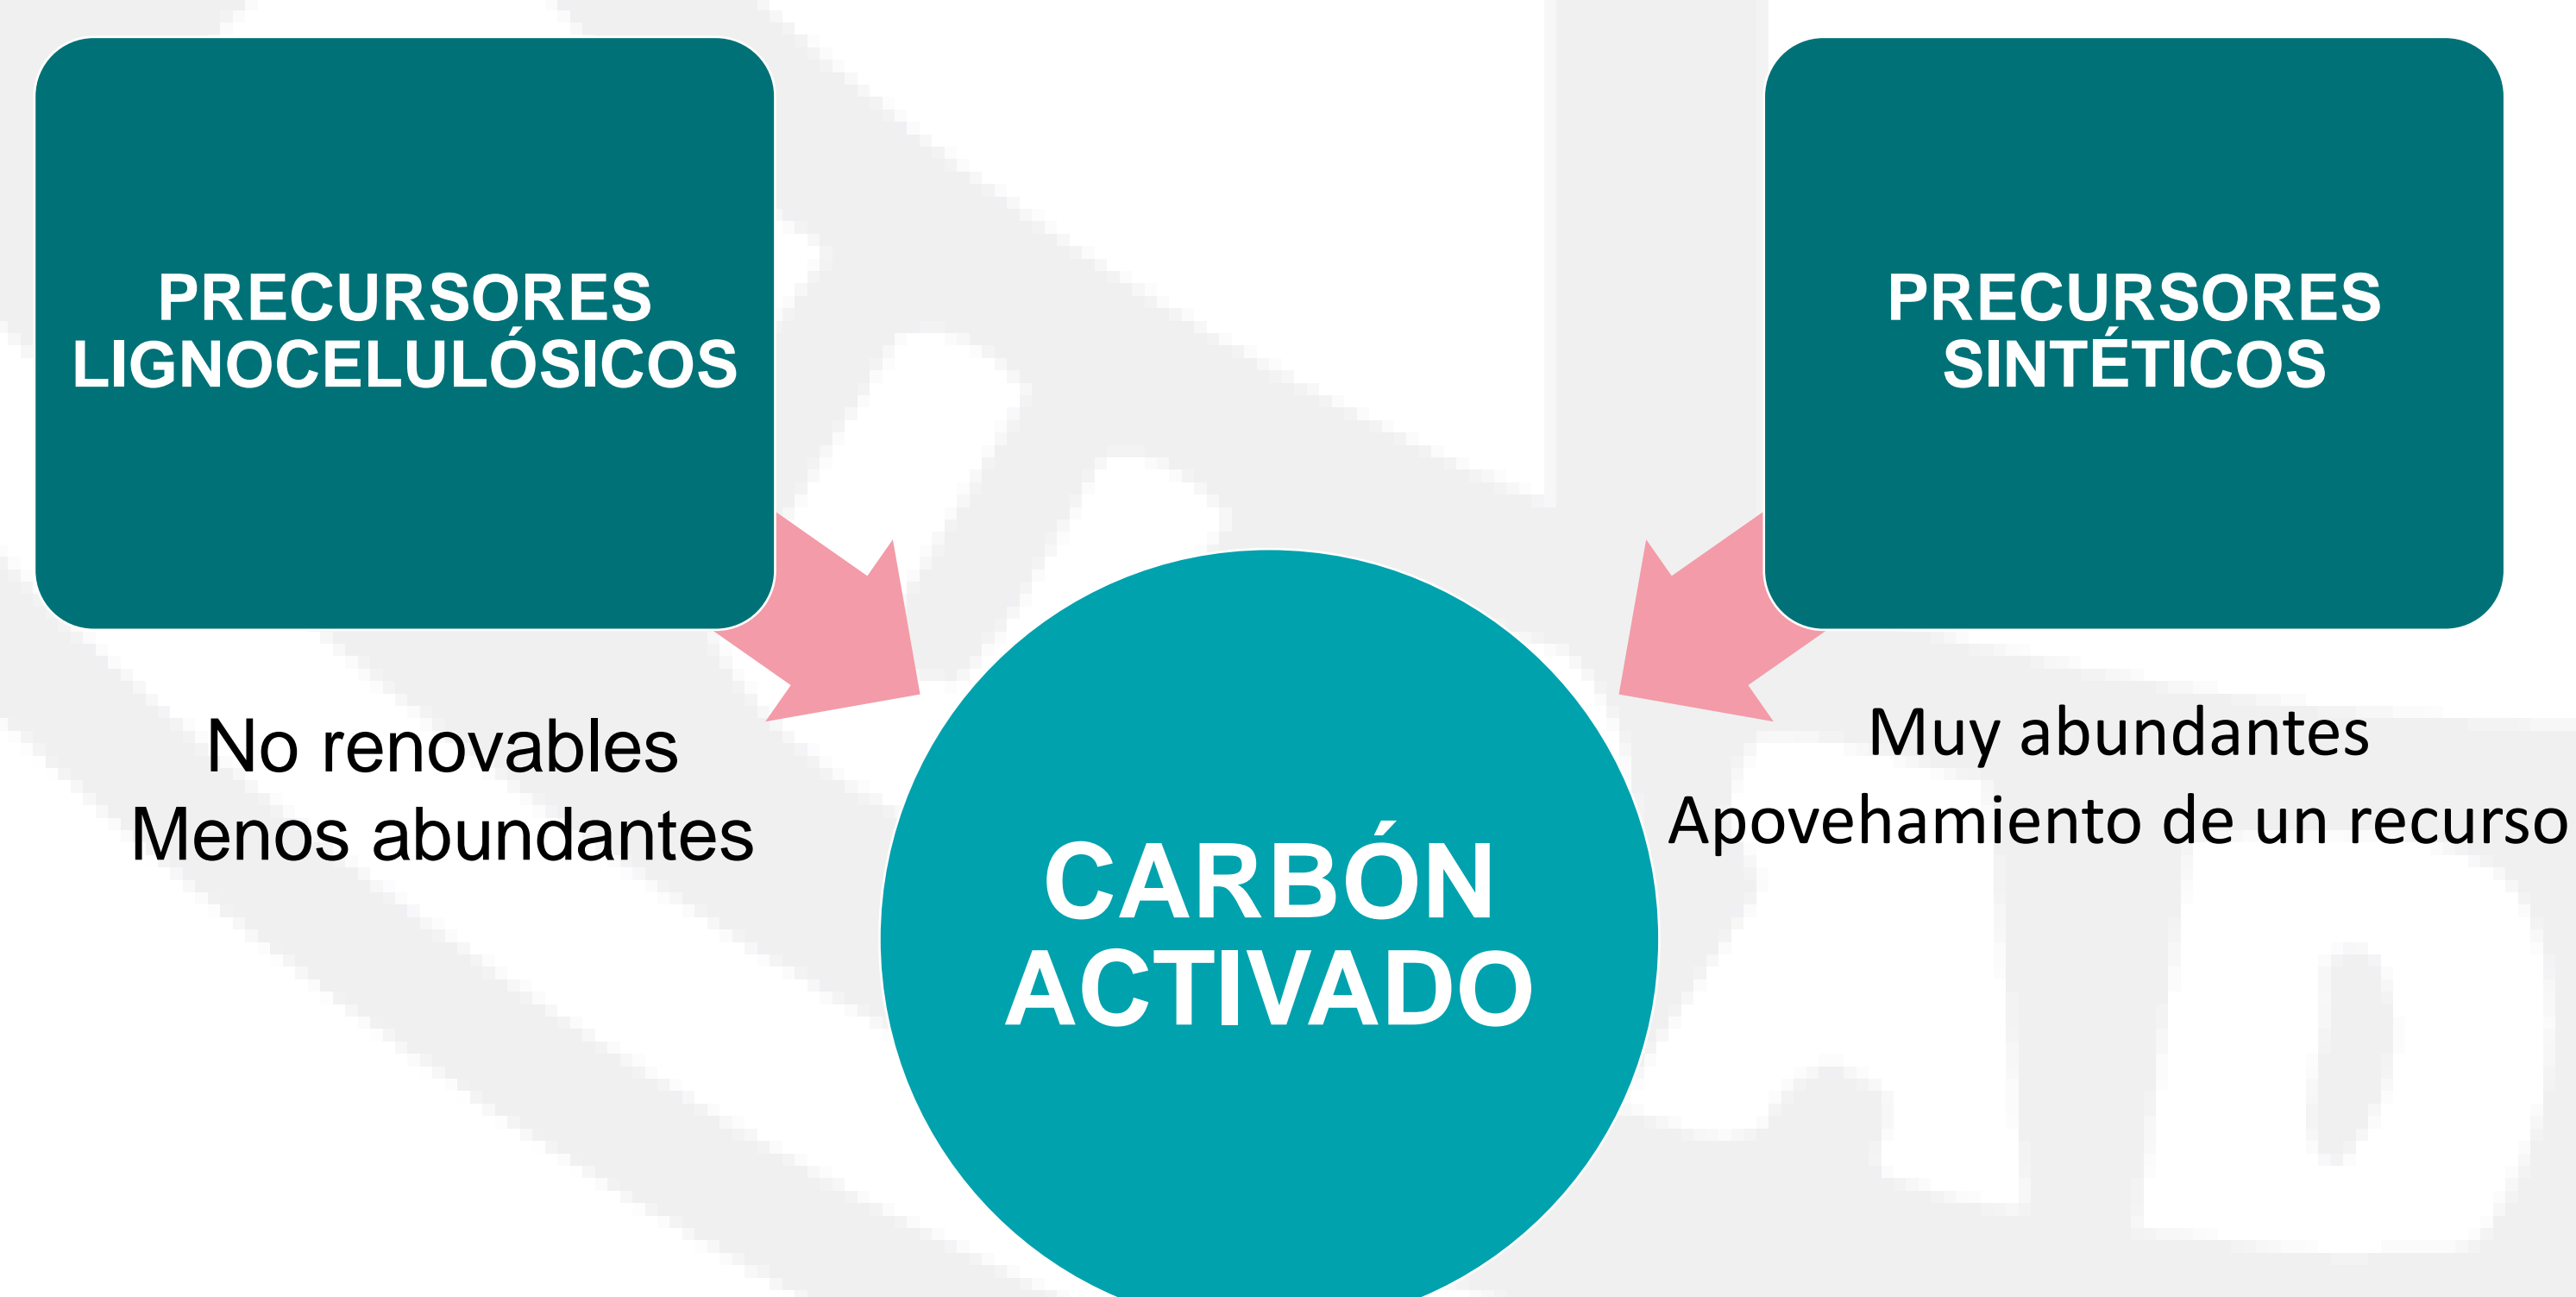 PRECURSORES
LIGNOCELULÓSICOS
No renovables
Menos abundantes
PRECURSORES
SINTÉTICOS
Muy abundantes
Apovehamiento de un recurso
CARBÓN
ACTIVADO